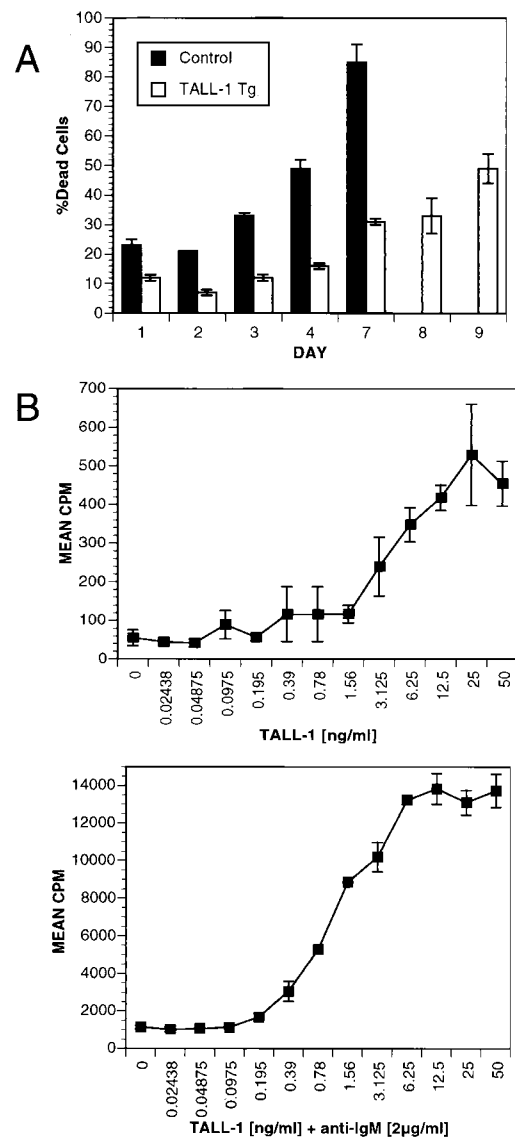 A
100
90
80
70
60
50
40
30
20
10
0
%Dead Cells
Control
TALL-1 Tg
1 2 3 4 7 8 9
DAY
B
700
600
500
400
300
200
100
0
MEAN CPM
0 0.02438 0.04875 0.0975 0.195 0.39 0.78 1.56 3.125 6.25 12.5 25 50
TALL-1 [ng/ml]
14000
12000
10000
8000
6000
4000
2000
0
MEAN CPM
0 0.02438 0.04875 0.0975 0.195 0.39 0.78 1.56 3.125 6.25 12.5 25 50
TALL-1 [ng/ml] + anti-IgM [2µg/ml]